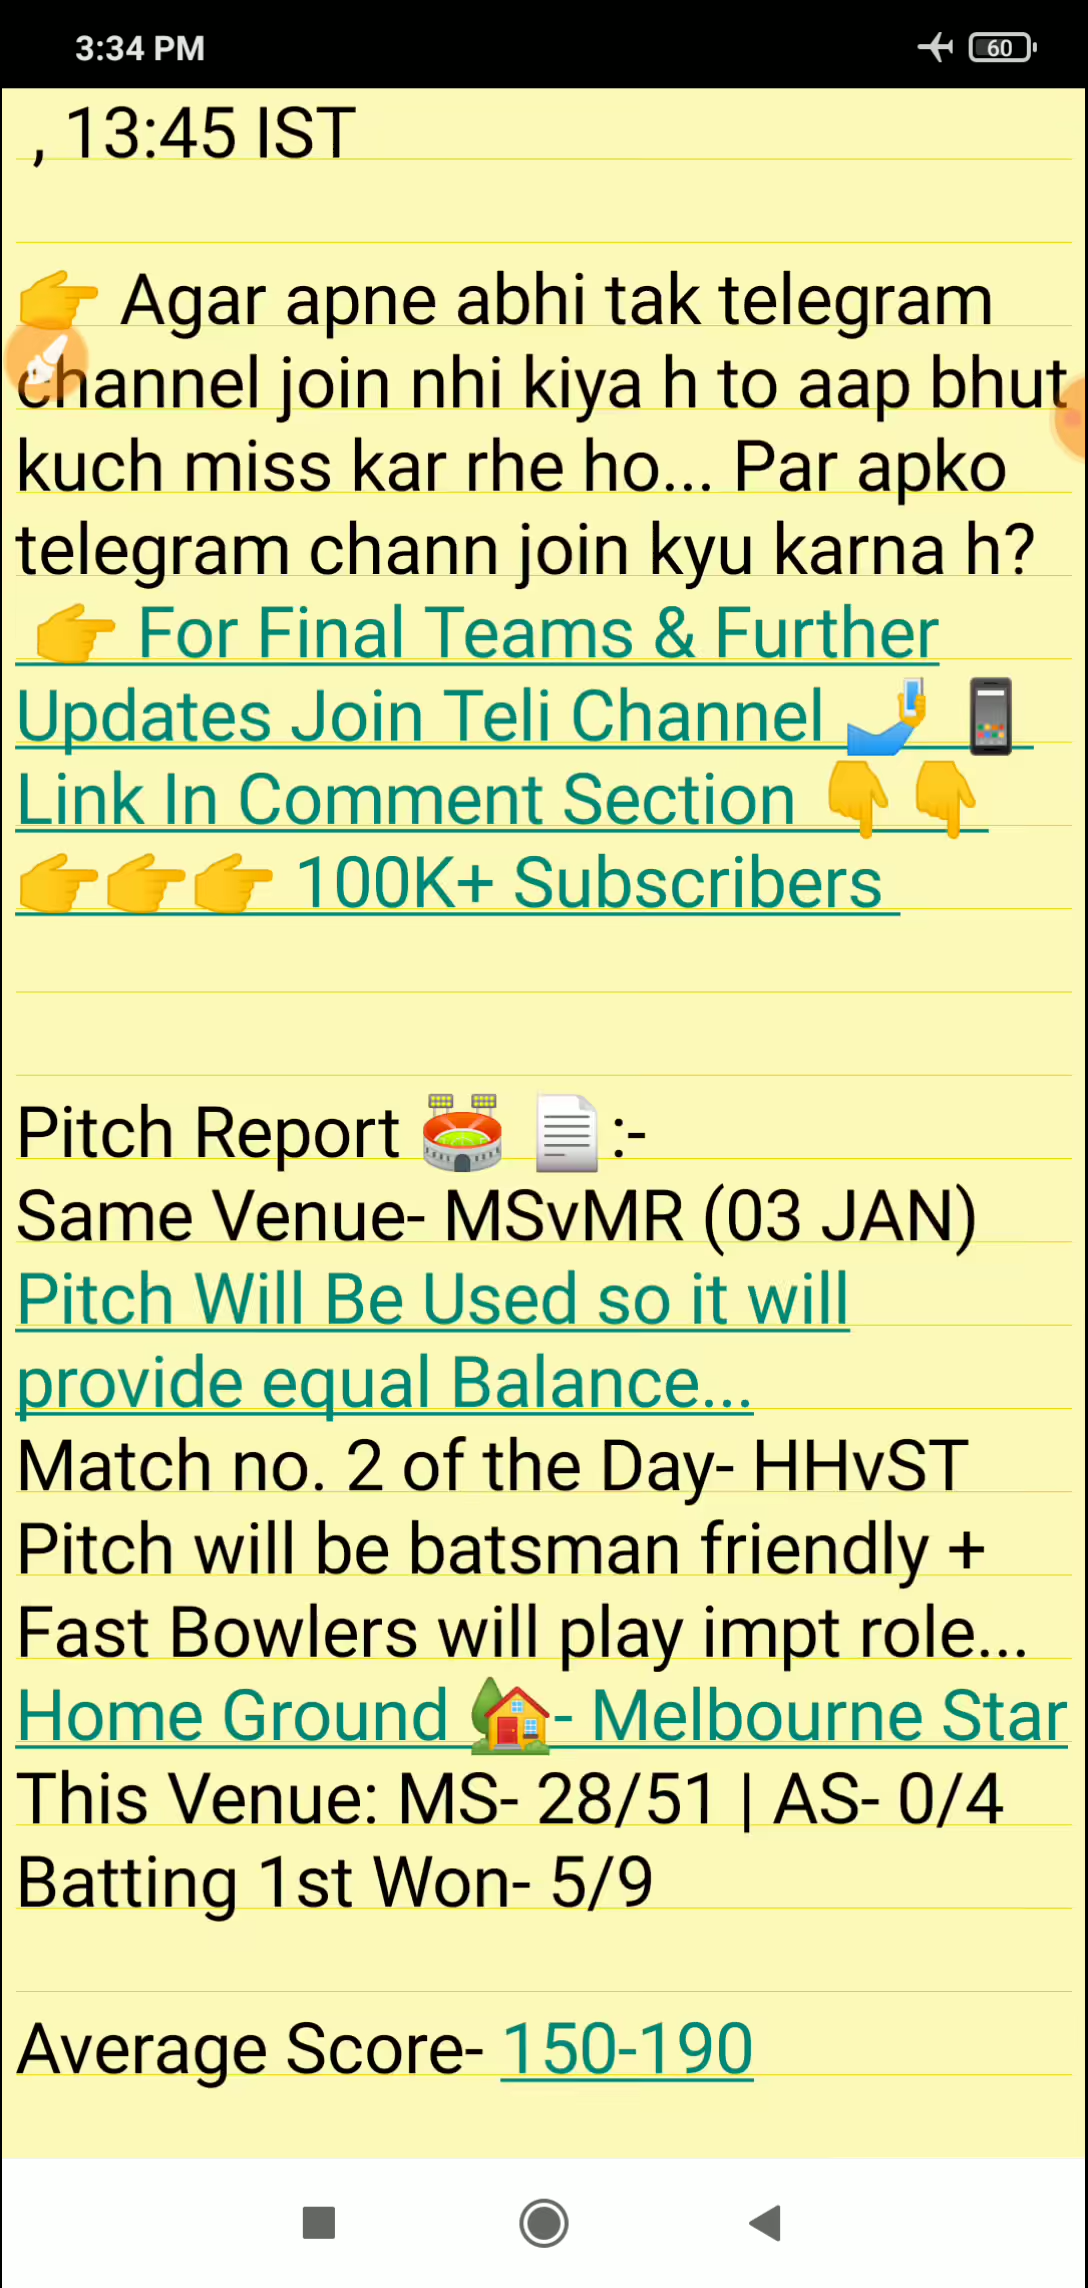 3:34 PM
60
, 13:45 IST
👉 Agar apne abhi tak telegram
channel join nhi kiya h to aap bhut
kuch miss kar rhe ho... Par apko
telegram chann join kyu karna h?
👉 For Final Teams & Further
Updates Join Teli Channel 🤳 📱
Link In Comment Section 👇👇
👉👉👉 100K+ Subscribers
Pitch Report 🏟️ 📄:-
Same Venue- MSvMR (03 JAN)
Pitch Will Be Used so it will
provide equal Balance...
Match no. 2 of the Day- HHvST
Pitch will be batsman friendly +
Fast Bowlers will play impt role...
Home Ground 🏡- Melbourne Star
This Venue: MS- 28/51 | AS- 0/4
Batting 1st Won- 5/9
Average Score- 150-190